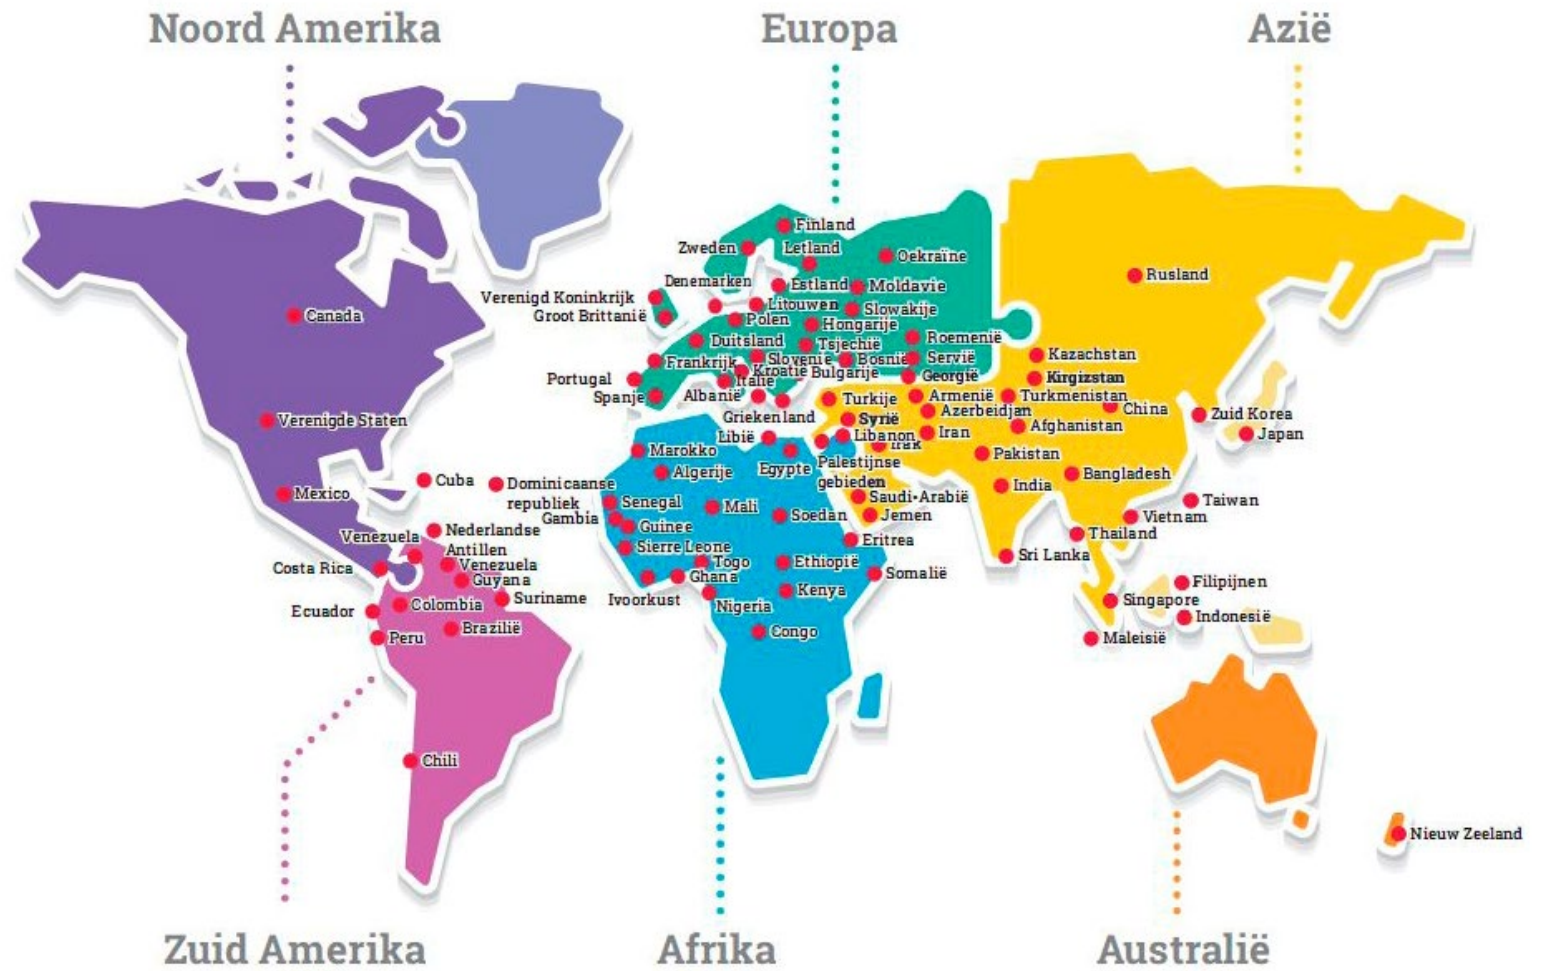 Noord Amerika
Europa
Azië
Finland
Zweden
Letland
Oekraïne
Rusland
Denemarken
Estland
Moldavie
Verenigd Koninkrijk
Litouwen
Slowakije
Groot Brittanië
Polen
Hongarije
Canada
Duitsland
Tsjechië
Roemenië
Frankrijk
Slovenië
Bosnië
Servië
Kazachstan
Kroatië
Bulgarije
Georgië
Kirgizstan
Portugal
Italië
Spanje
Albanië
Turkije
Armenië
Turkmenistan
Azerbeidjan
China
Griekenland
Syrië
Zuid Korea
Verenigde Staten
Afghanistan
Libië
Libanon
Iran
Japan
Irak
Marokko
Egypte
Palestijnse
gebieden
Pakistan
Algerije
Bangladesh
Cuba
Dominicaanse
republiek
India
Mexico
Senegal
Mali
Saudi-Arabië
Taiwan
Gambia
Soedan
Jemen
Vietnam
Guinee
Nederlandse
Antillen
Venezuela
Eritrea
Thailand
Sierre Leone
Sri Lanka
Venezuela
Togo
Ethiopië
Costa Rica
Ghana
Somalië
Guyana
Filipijnen
Kenya
Suriname
Ivoorkust
Nigeria
Singapore
Ecuador
Colombia
Indonesië
Brazilië
Congo
Peru
Maleisië
Chili
Nieuw Zeeland
Zuid Amerika
Afrika
Australië